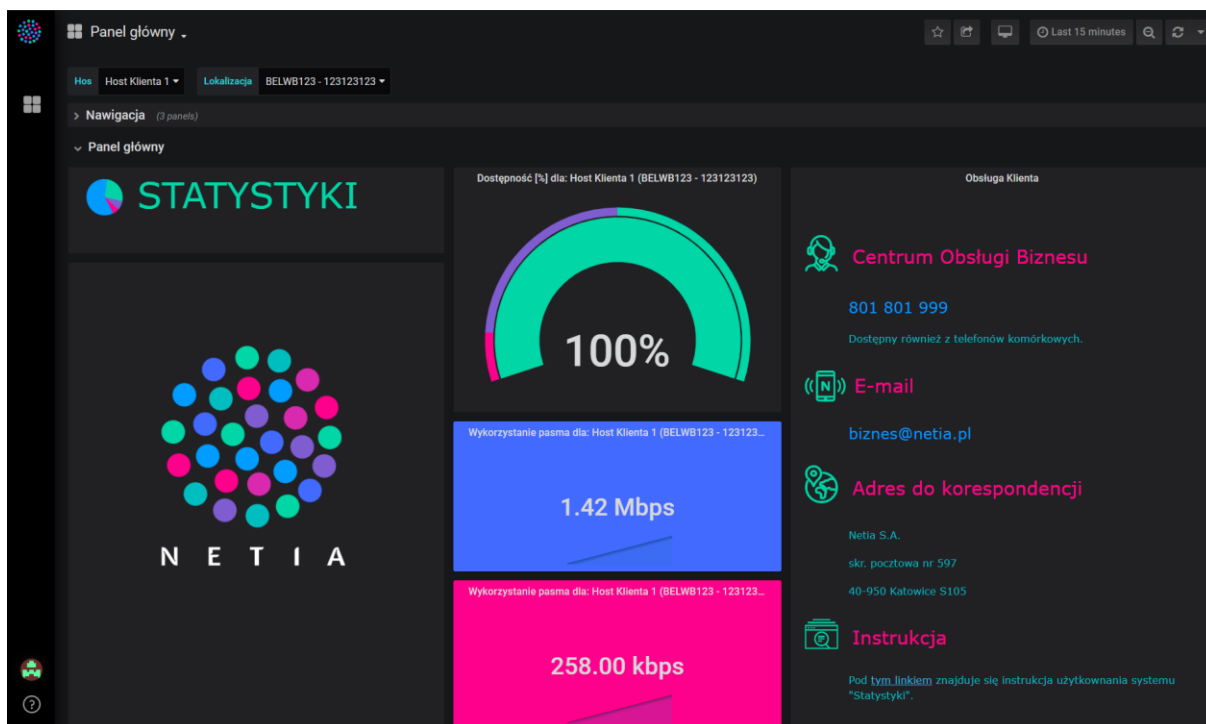 Panel główny
Last 15 minutes
Hos Host Klienta 1 Lokalizacja BELWB123 - 123123123
Nawigacja (3 panels)
Panel główny
STATYSTYKI
NETIA
Dostępność [%] dla: Host Klienta 1 (BELWB123 - 123123123)
100%
Wykorzystanie pasma dla: Host Klienta 1 (BELWB123 - 123123...
1.42 Mbps
Wykorzystanie pasma dla: Host Klienta 1 (BELWB123 - 123123...
258.00 kbps
Obsługa Klienta
Centrum Obsługi Biznesu
801 801 999
Dostępny również z telefonów komórkowych.
N
E-mail
biznes@netia.pl
Adres do korespondencji
Netia S.A.
skr. pocztowa nr 597
40-950 Katowice S105
Instrukcja
Pod tym linkiem znajduje się instrukcja użytkowania systemu
"Statystyki".
?